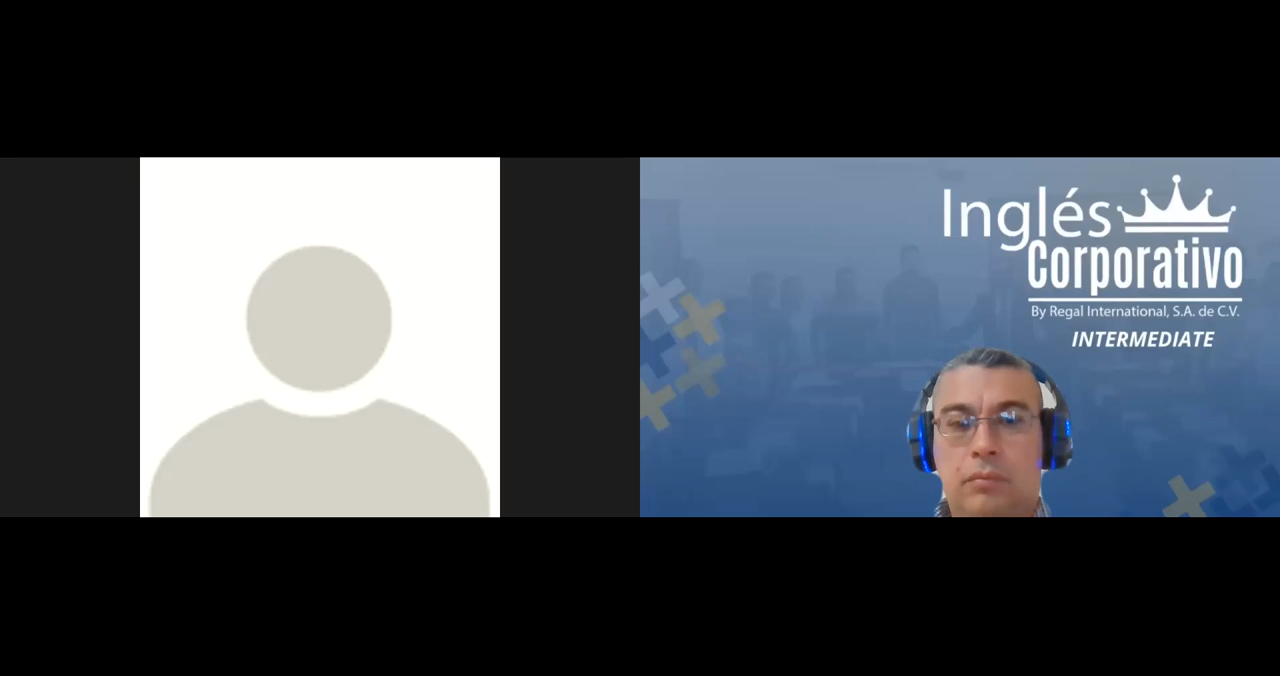 Inglés
Corporativo
By Regal International, S.A. de C.V.
INTERMEDIATE